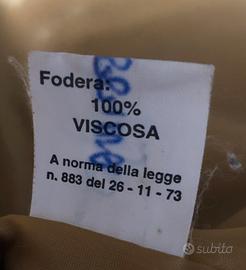 Fodera:
100%
VISCOSA
A norma della legge
n. 883 del 26 - 11 - 73
subito